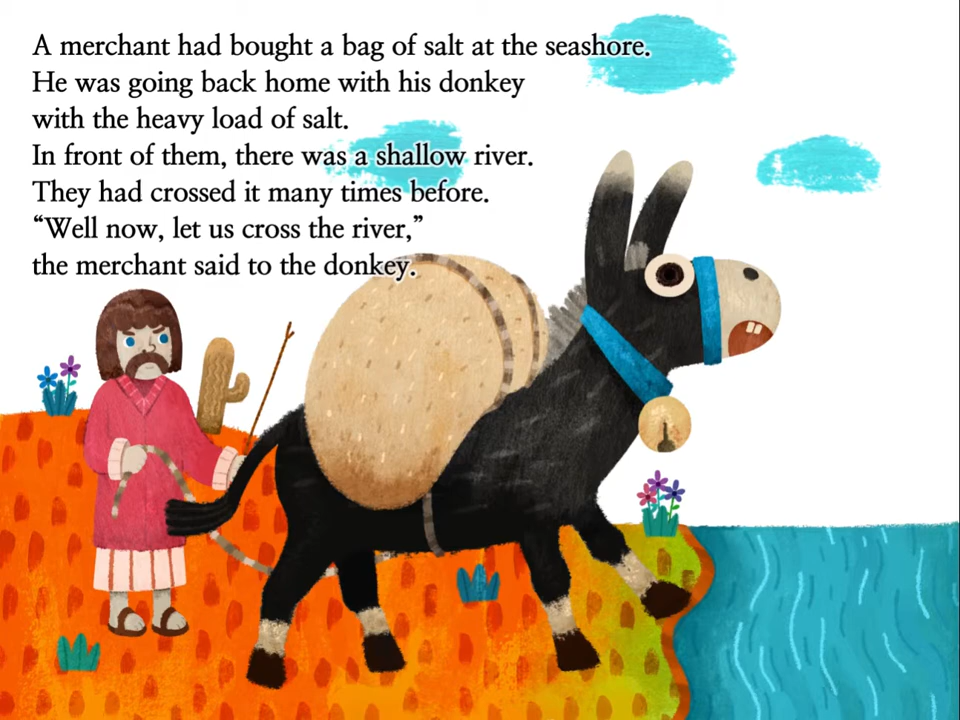 A merchant had bought a bag of salt at the seashore.
He was going back home with his donkey
with the heavy load of salt.
In front of them, there was a shallow river.
They had crossed it many times before.
“Well now, let us cross the river,”
the merchant said to the donkey.